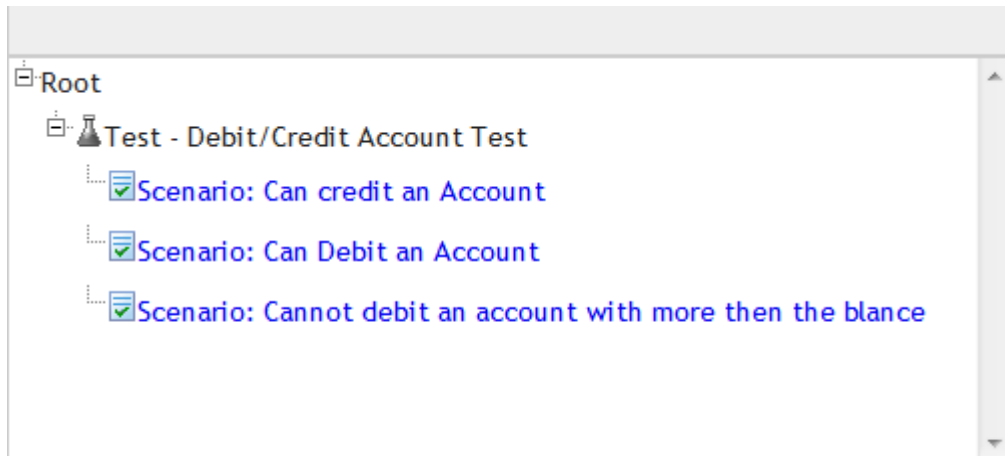 Root
Test - Debit/Credit Account Test
Scenario: Can credit an Account
Scenario: Can Debit an Account
Scenario: Cannot debit an account with more then the blance